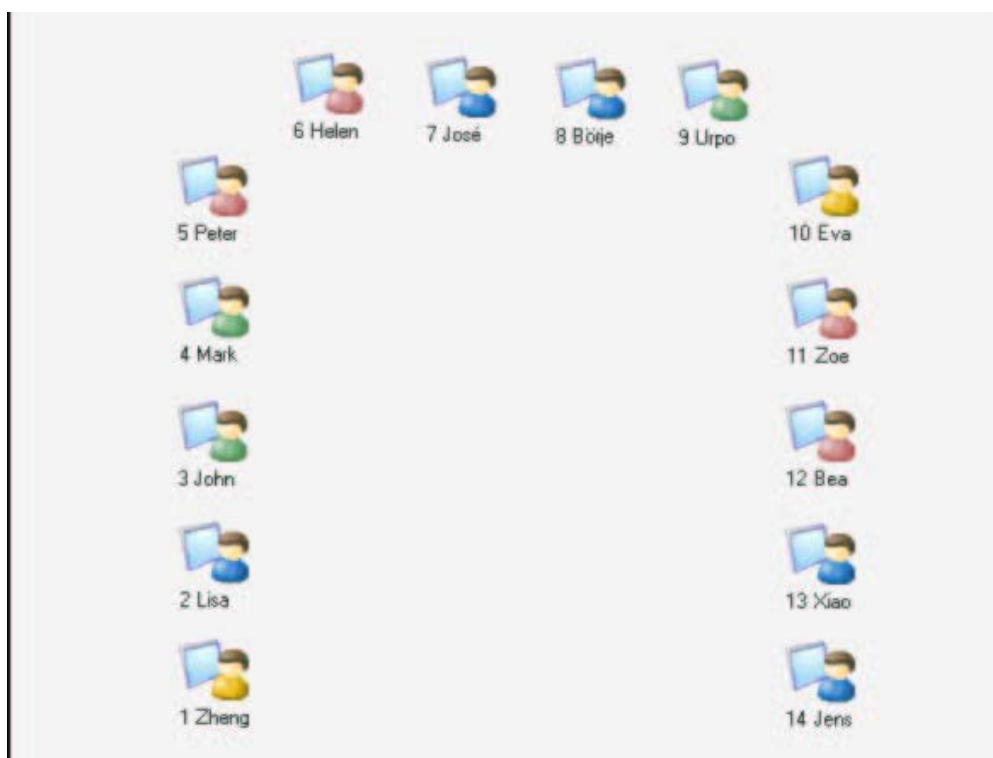 6 Helen
7 José
8 Börje
9 Urpo
5 Peter
10 Eva
4 Mark
11 Zoe
3 John
12 Bea
2 Lisa
13 Xiao
1 Zheng
14 Jens